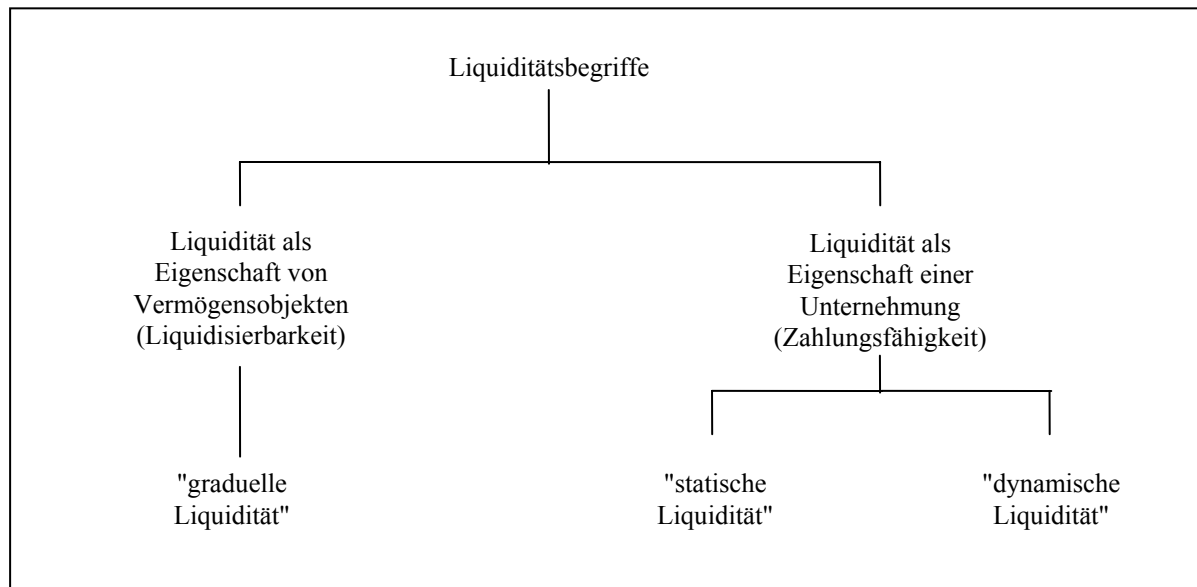 Liquiditätsbegriffe
Liquidität als
Eigenschaft von
Vermögensobjekten
(Liquidisierbarkeit)
Liquidität als
Eigenschaft einer
Unternehmung
(Zahlungsfähigkeit)
"graduelle
Liquidität"
"statische
Liquidität"
"dynamische
Liquidität"